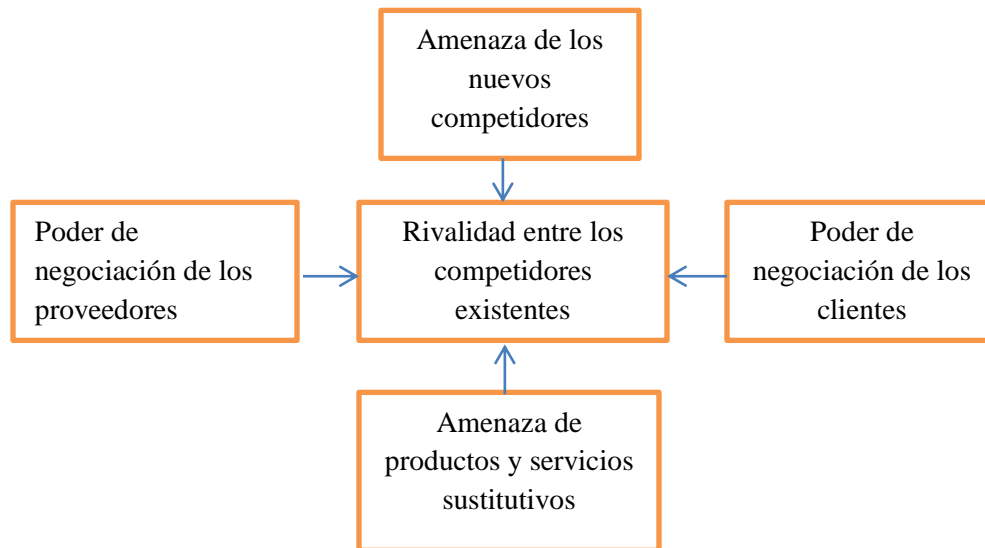 Amenaza de los
nuevos
competidores
Poder de
negociación de los
proveedores
Rivalidad entre los
competidores
existentes
Poder de
negociación de los
clientes
Amenaza de
productos y servicios
sustitutivos